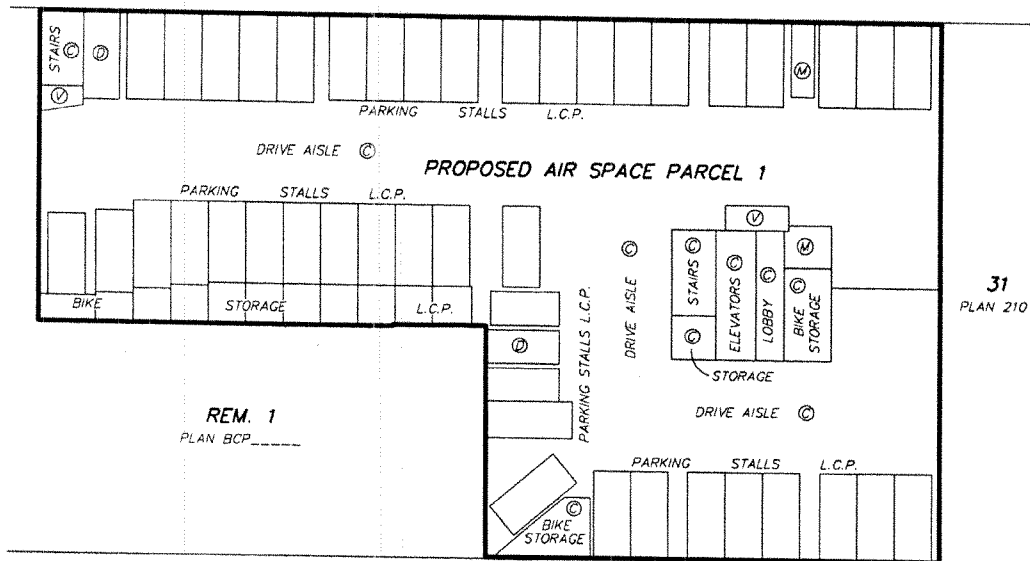 STAIRS
C
D
V
M
PARKING STALLS L.C.P.
DRIVE AISLE C
PROPOSED AIR SPACE PARCEL 1
PARKING STALLS L.C.P.
V
STAIRS C
ELEVATORS C
LOBBY C
M
BIKE STORAGE C
C
STORAGE
DRIVE AISLE C
31
PLAN 210
BIKE STORAGE L.C.P.
D
PARKING STALLS L.C.P.
REM. 1
PLAN BCP_____
DRIVE AISLE C
PARKING STALLS L.C.P.
C
BIKE
STORAGE